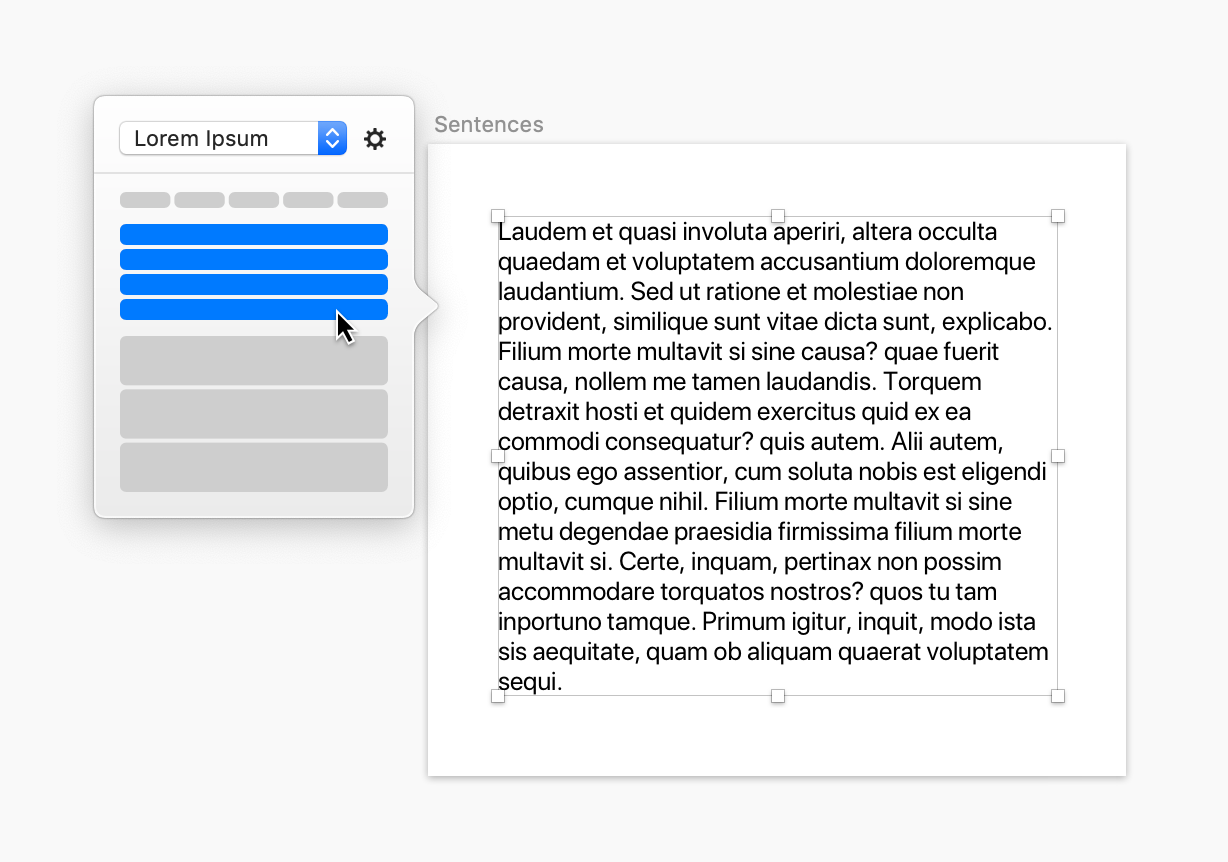 Lorem Ipsum
Sentences
Laudem et quasi involuta aperiri, altera occulta
quaedam et voluptatem accusantium doloremque
laudantium. Sed ut ratione et molestiae non
provident, similique sunt vitae dicta sunt, explicabo.
Filium morte multavit si sine causa? quae fuerit
causa, nollem me tamen laudandis. Torquem
detraxit hosti et quidem exercitus quid ex ea
commodi consequatur? quis autem. Alii autem,
quibus ego assentior, cum soluta nobis est eligendi
optio, cumque nihil. Filium morte multavit si sine
metu degendae praesidia firmissima filium morte
multavit si. Certe, inquam, pertinax non possim
accommodare torquatos nostros? quos tu tam
inportuno tamque. Primum igitur, inquit, modo ista
sis aequitate, quam ob aliquam quaerat voluptatem
sequi.